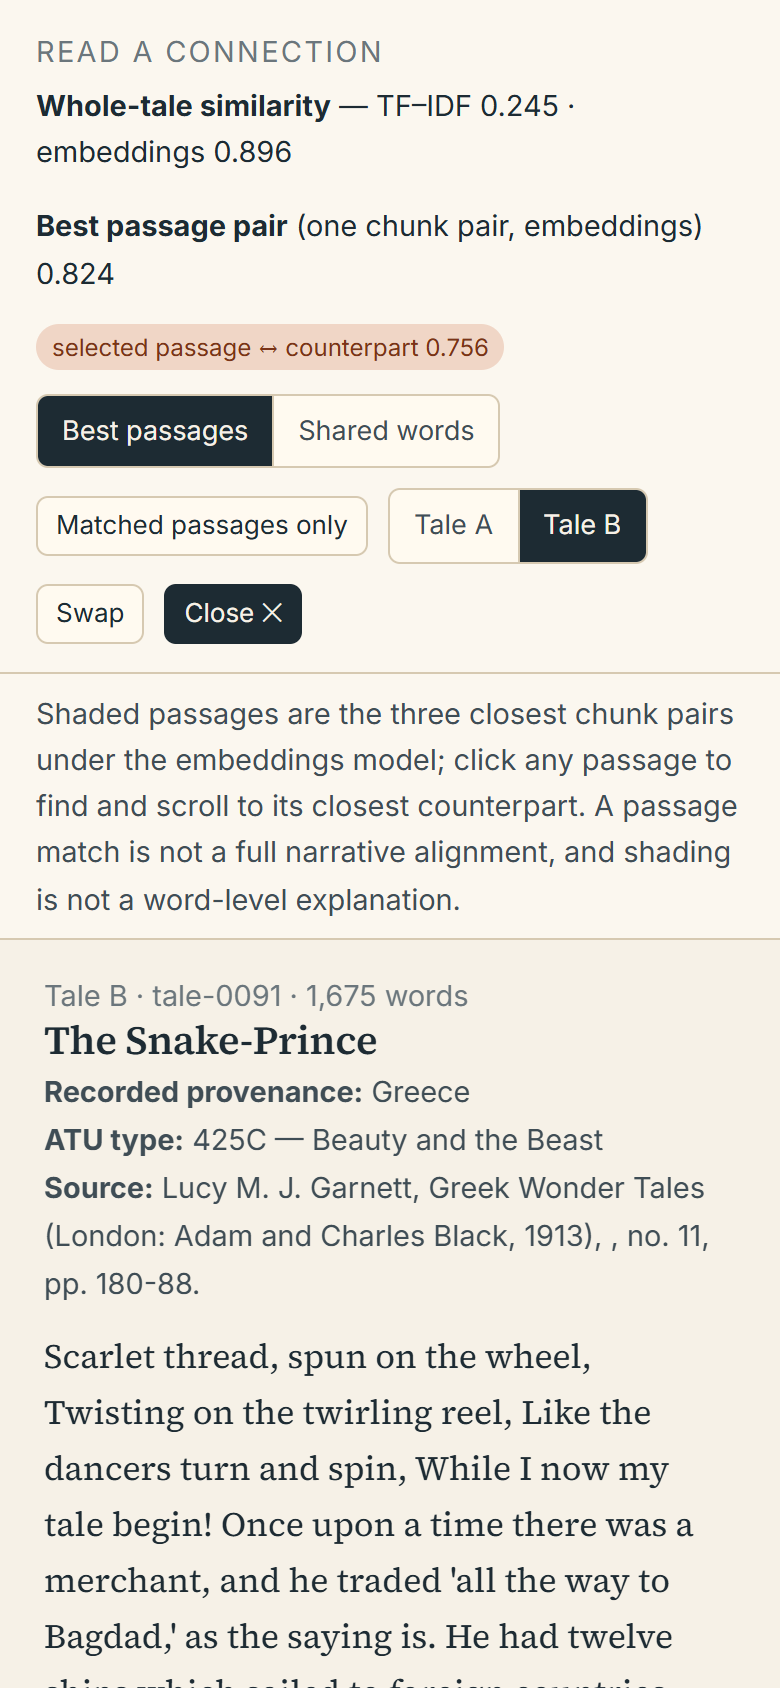 READ A CONNECTION
Whole-tale similarity — TF–IDF 0.245 ·
embeddings 0.896
Best passage pair (one chunk pair, embeddings)
0.824
selected passage ↔ counterpart 0.756
Best passages Shared words
Matched passages only Tale A Tale B
Swap Close ✕
Shaded passages are the three closest chunk pairs
under the embeddings model; click any passage to
find and scroll to its closest counterpart. A passage
match is not a full narrative alignment, and shading
is not a word-level explanation.
Tale B · tale-0091 · 1,675 words
The Snake-Prince
Recorded provenance: Greece
ATU type: 425C — Beauty and the Beast
Source: Lucy M. J. Garnett, Greek Wonder Tales
(London: Adam and Charles Black, 1913), , no. 11,
pp. 180-88.
Scarlet thread, spun on the wheel,
Twisting on the twirling reel, Like the
dancers turn and spin, While I now my
tale begin! Once upon a time there was a
merchant, and he traded 'all the way to
Bagdad,' as the saying is. He had twelve
ships which sailed to foreign countries